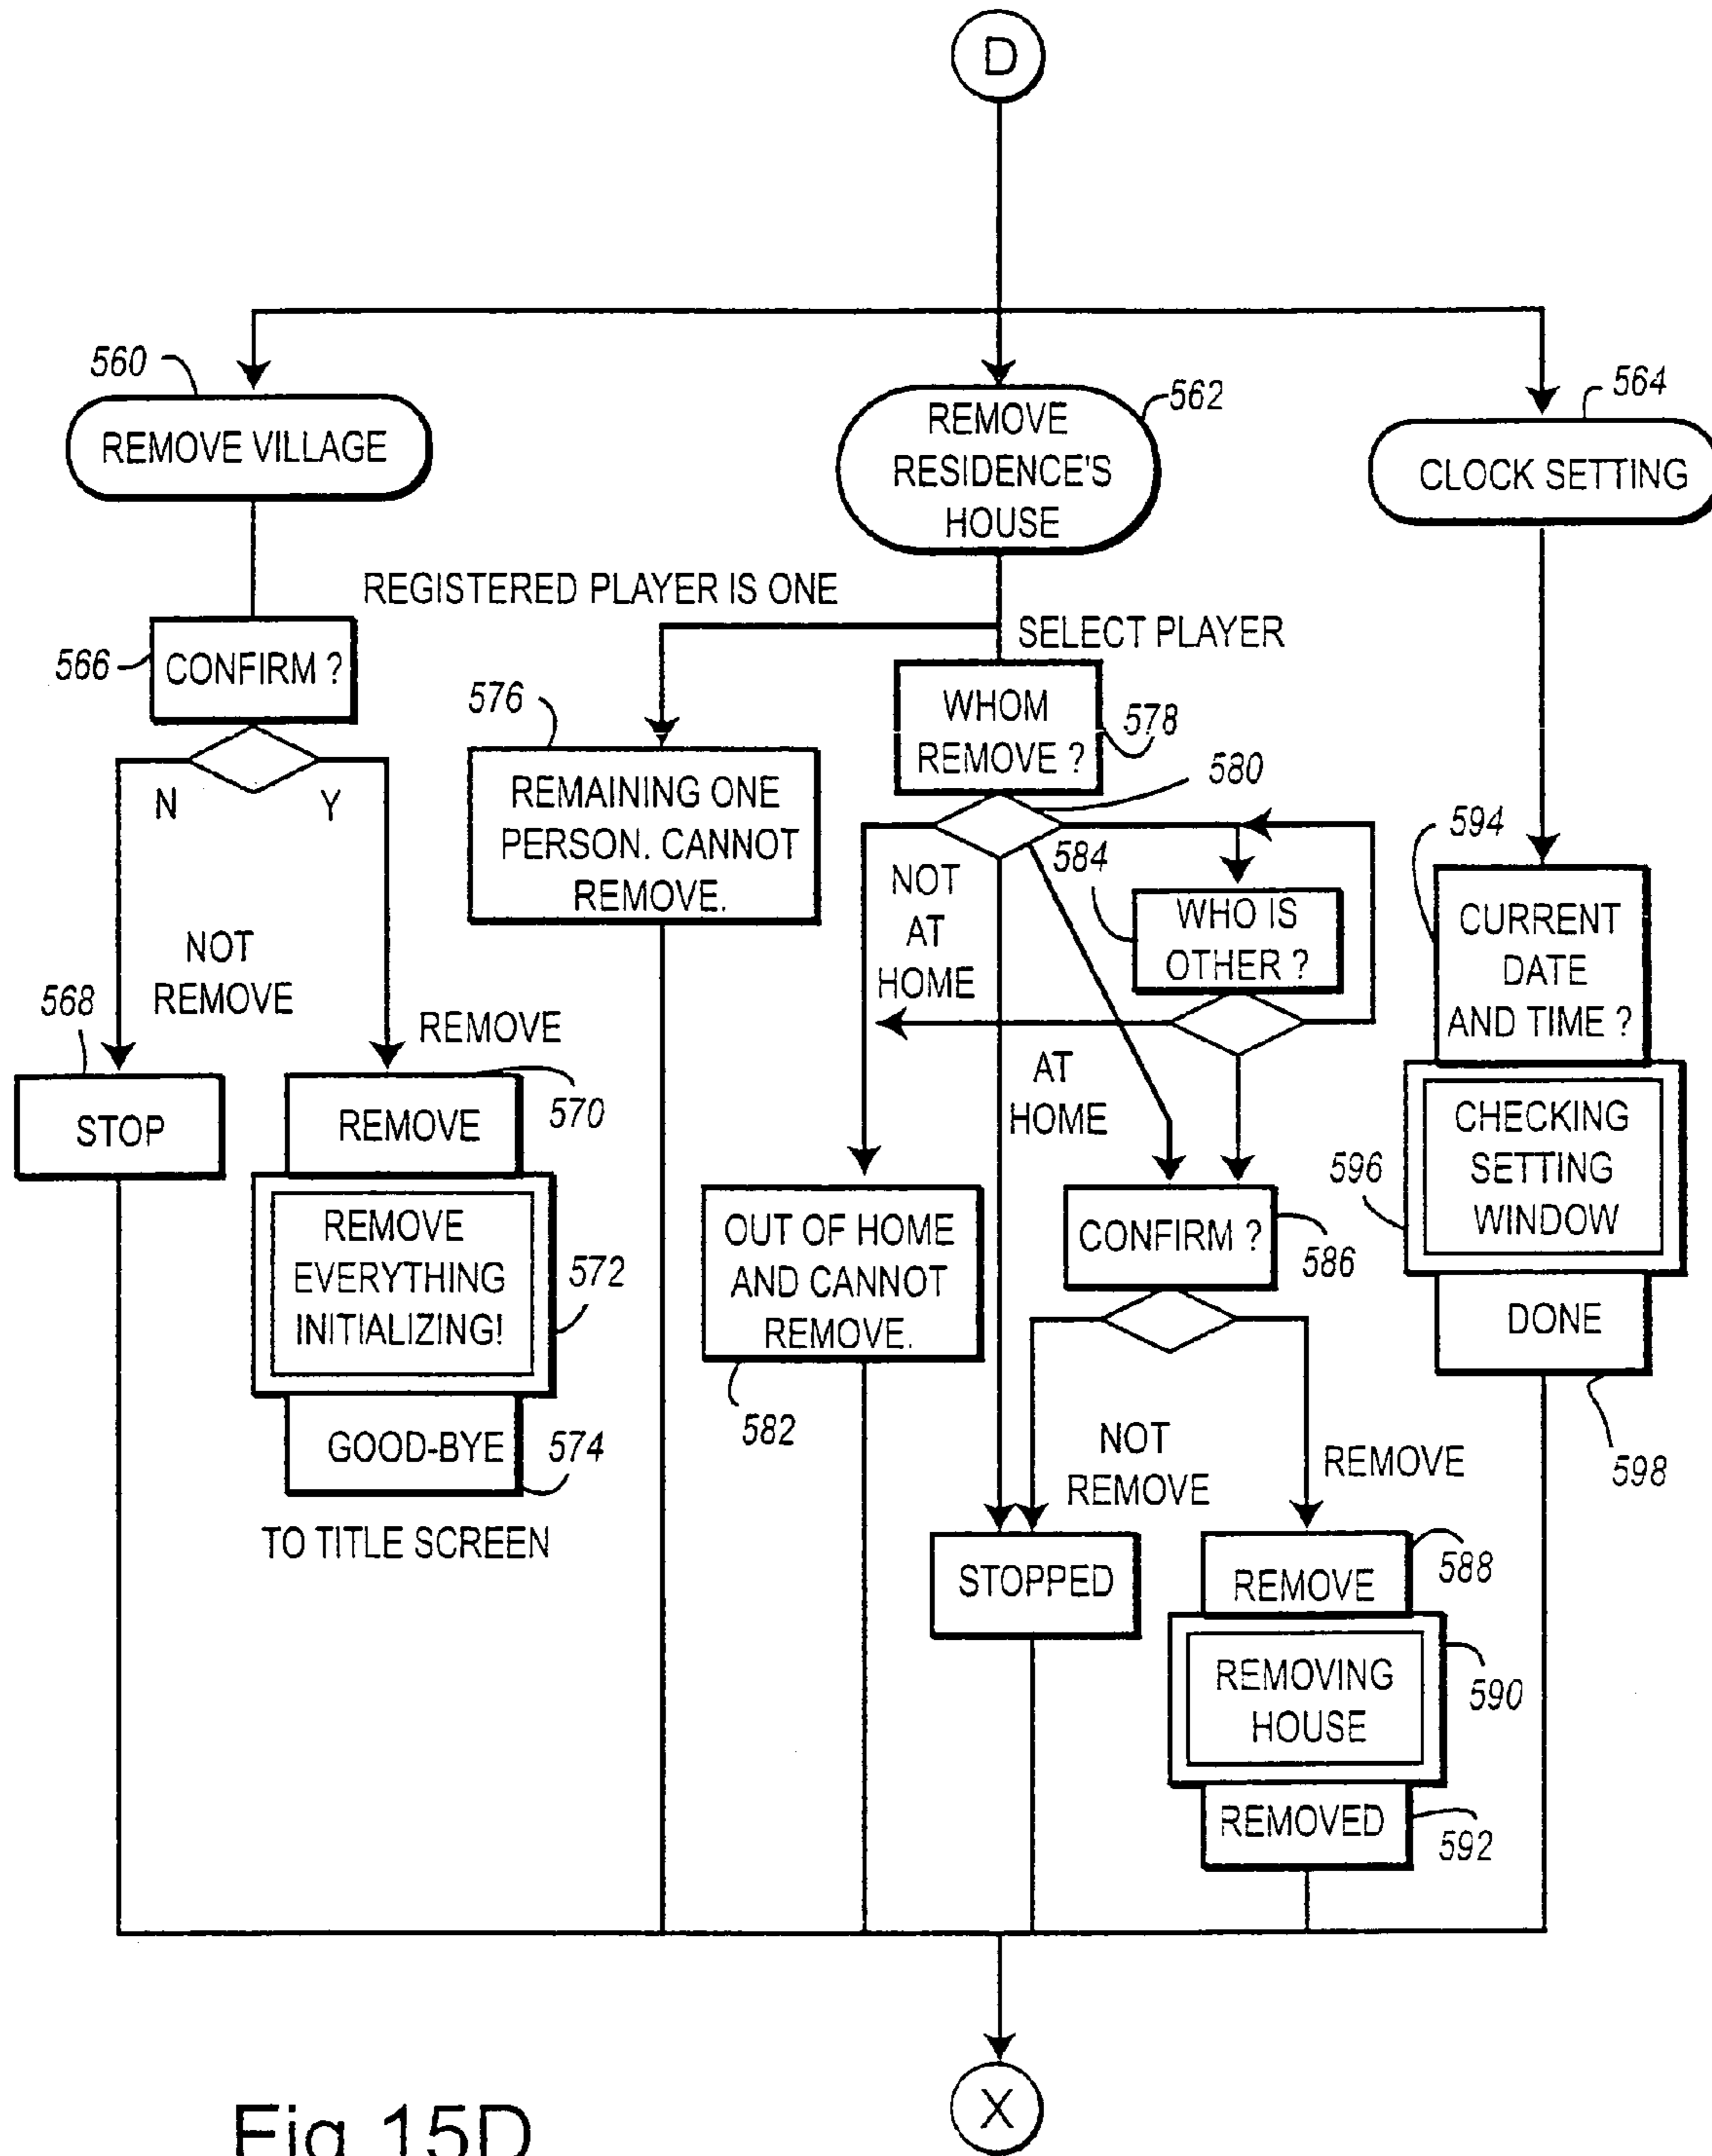 D
560
REMOVE VILLAGE
REMOVE
RESIDENCE'S
HOUSE
562
564
CLOCK SETTING
REGISTERED PLAYER IS ONE
SELECT PLAYER
566
CONFIRM ?
N
Y
NOT
REMOVE
REMOVE
568
STOP
REMOVE
570
REMOVE
EVERYTHING
INITIALIZING!
572
GOOD-BYE
574
TO TITLE SCREEN
576
REMAINING ONE
PERSON. CANNOT
REMOVE.
WHOM
REMOVE ?
578
580
NOT
AT
HOME
584
WHO IS
OTHER ?
AT
HOME
OUT OF HOME
AND CANNOT
REMOVE.
582
CONFIRM ?
586
NOT
REMOVE
REMOVE
STOPPED
REMOVE
588
REMOVING
HOUSE
590
REMOVED
592
594
CURRENT
DATE
AND TIME ?
596
CHECKING
SETTING
WINDOW
DONE
598
X
Fig.15D